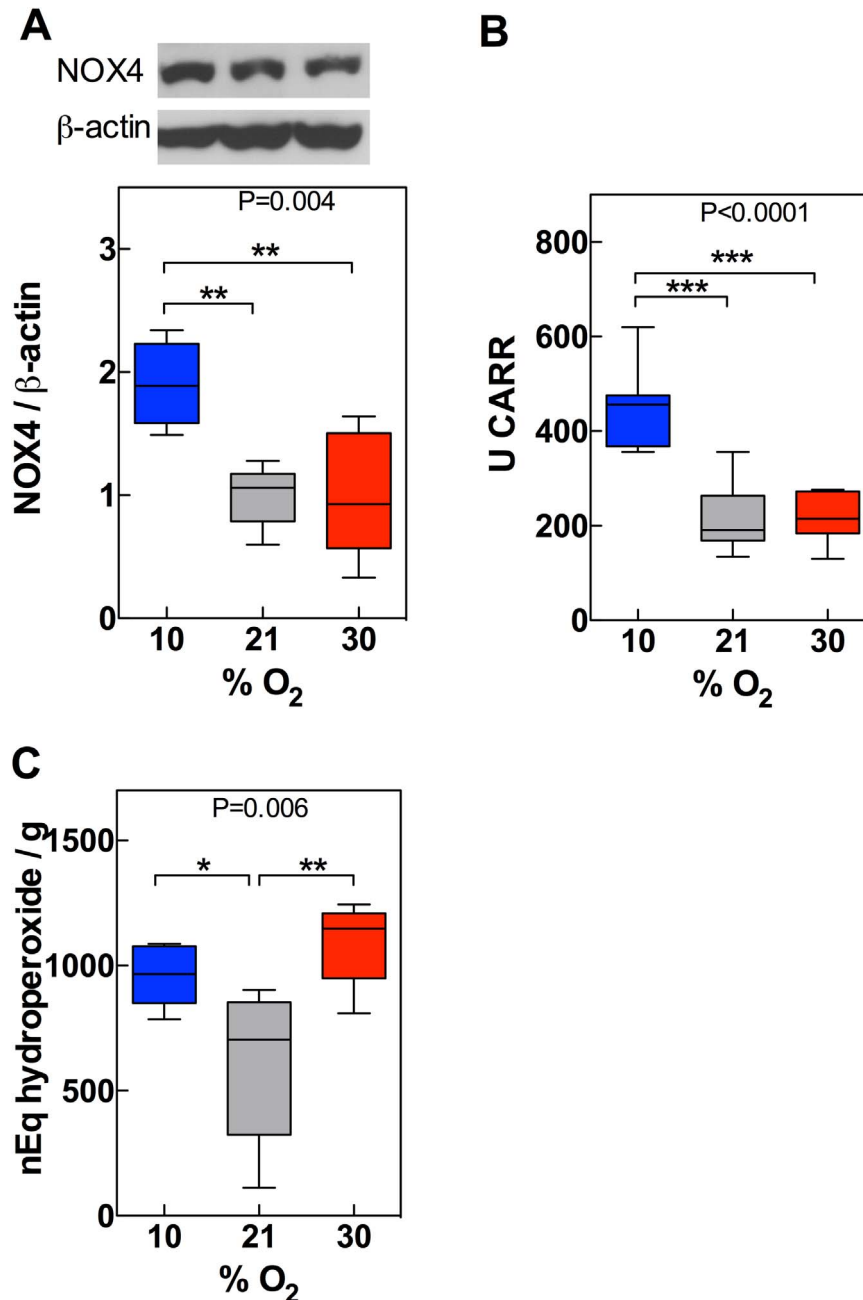 A
NOX4
β-actin
P=0.004
**
**
3
2
1
0
NOX4 / β-actin
10 21 30
% O₂
B
P<0.0001
***
***
800
600
400
200
0
U CARR
10 21 30
% O₂
C
P=0.006
* **
1500
1000
500
0
nEq hydroperoxide / g
10 21 30
% O₂